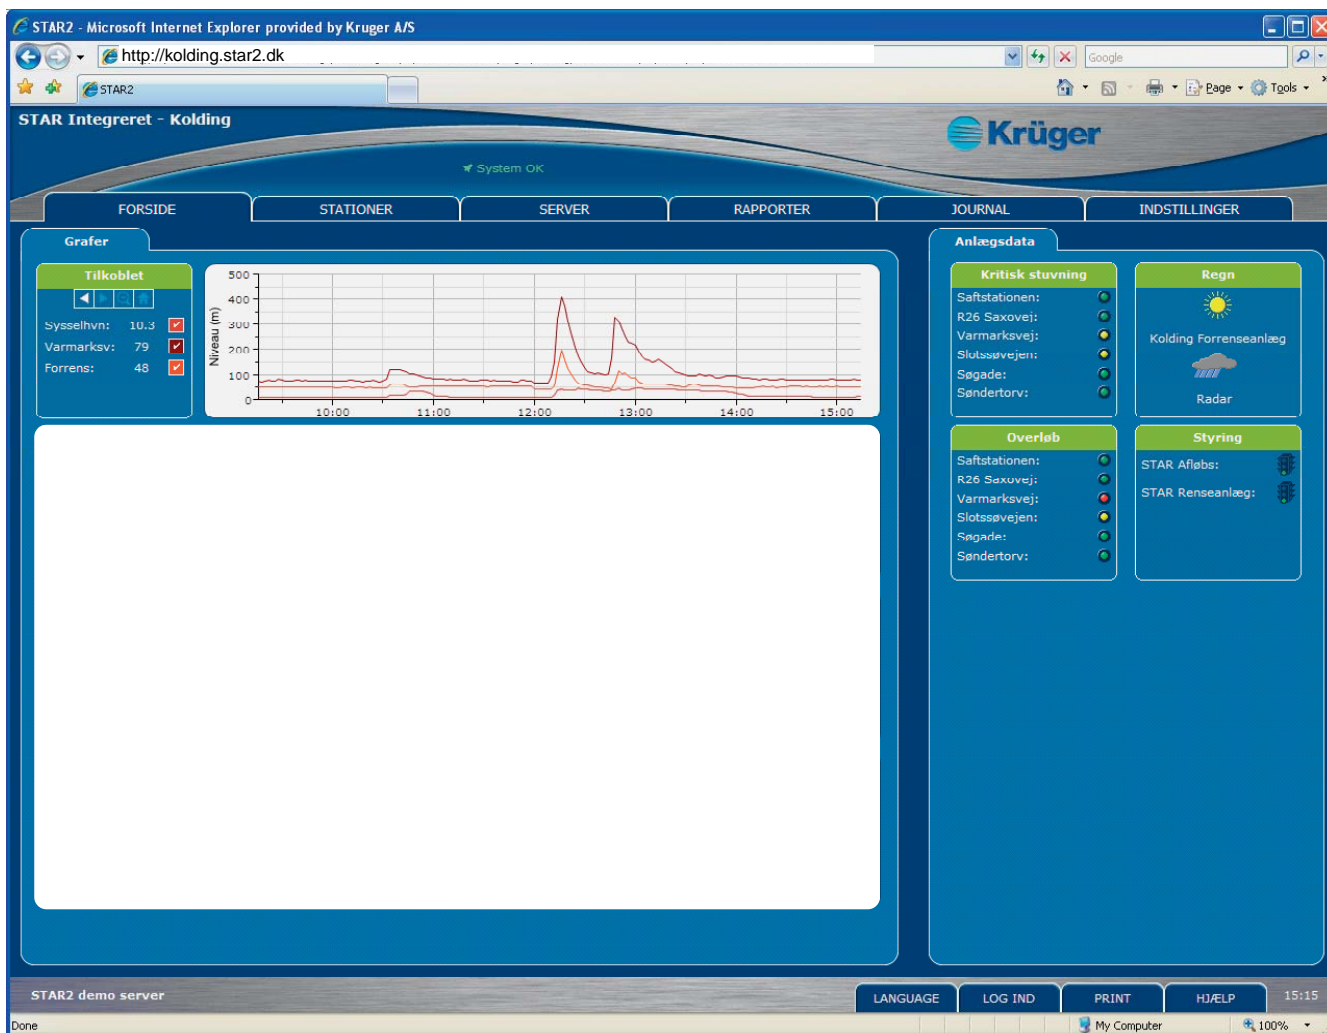 STAR2 - Microsoft Internet Explorer provided by Kruger A/S
http://kolding.star2.dk
Google
STAR2
Page
Tools
STAR Integreret - Kolding
Krüger
System OK
FORSIDE STATIONER SERVER RAPPORTER JOURNAL INDSTILLINGER
Grafer
Tilkoblet
Sysselhvn: 10.3
Varmarksv: 79
Forrens: 48
Niveau (m)
500
400
300
200
100
0
10:00 11:00 12:00 13:00 14:00 15:00
Anlægsdata
Kritisk stuvning
Saftstationen:
R26 Saxovej:
Varmarksvej:
Slotssøvejen:
Søgade:
Søndertorv:
Regn
Kolding Forrenseanlæg
Radar
Overløb
Saftstationen:
R26 Saxovej:
Varmarksvej:
Slotssøvejen:
Søgade:
Søndertorv:
Styring
STAR Afløbs:
STAR Renseanlæg:
STAR2 demo server
LANGUAGE LOG IND PRINT HJÆLP 15:15
Done
My Computer
100%